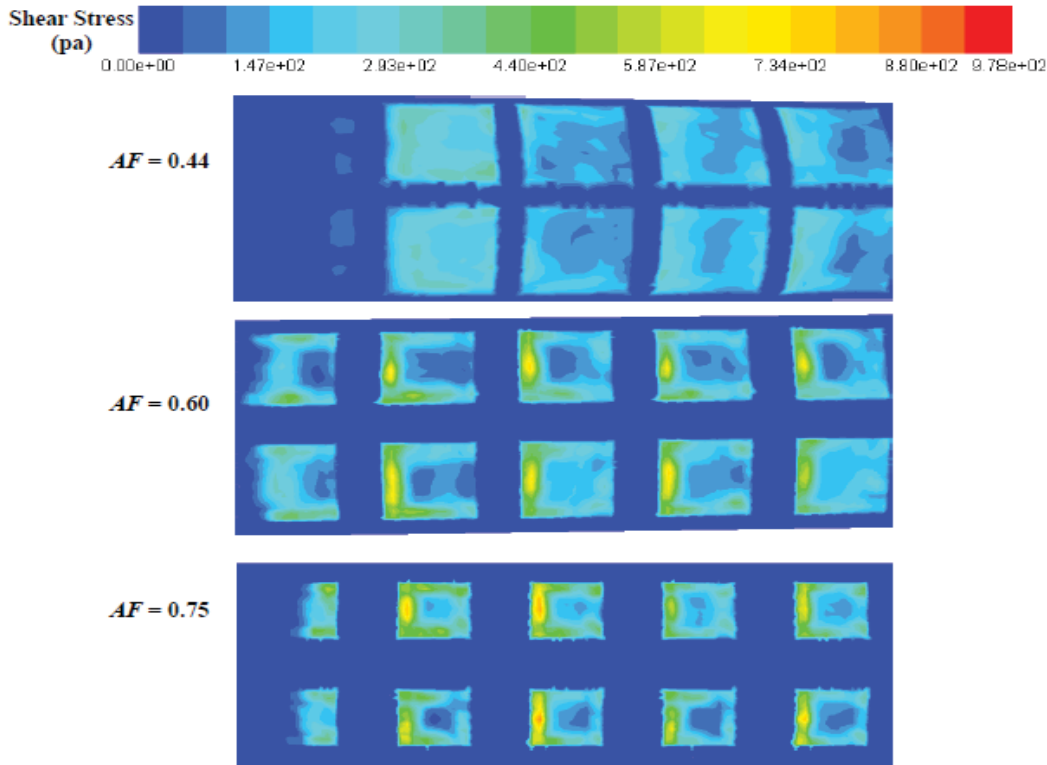 Shear Stress
(pa)
0.00e+00 1.47e+02 2.93e+02 4.40e+02 5.87e+02 7.34e+02 8.80e+02 9.78e+02
AF = 0.44
AF = 0.60
AF = 0.75